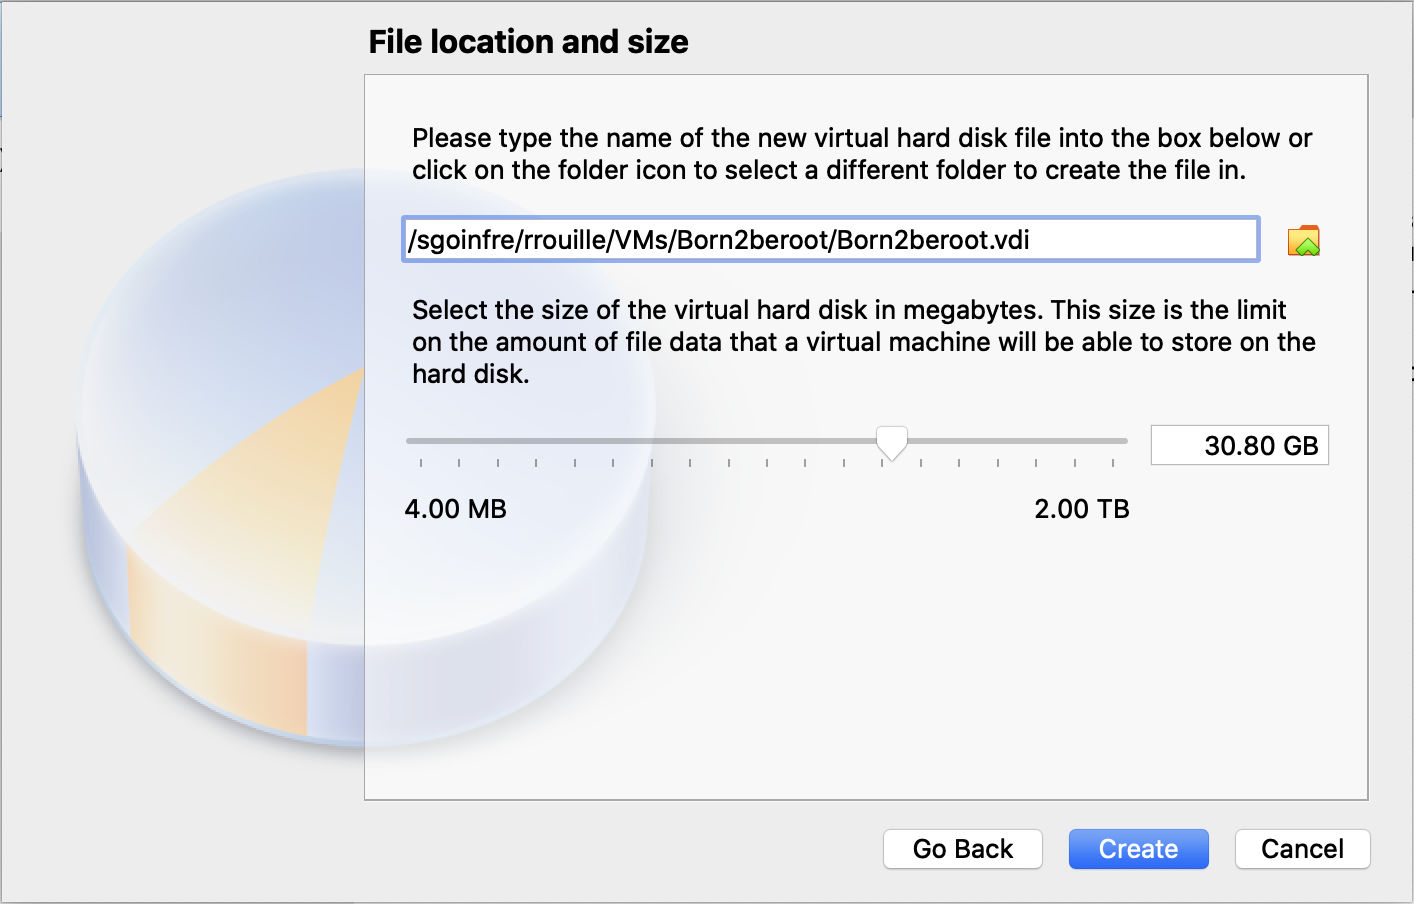 File location and size
Please type the name of the new virtual hard disk file into the box below or
click on the folder icon to select a different folder to create the file in.
/sgoinfre/rrouille/VMs/Born2beroot/Born2beroot.vdi
Select the size of the virtual hard disk in megabytes. This size is the limit
on the amount of file data that a virtual machine will be able to store on the
hard disk.
30.80 GB
4.00 MB
2.00 TB
Go Back
Create
Cancel